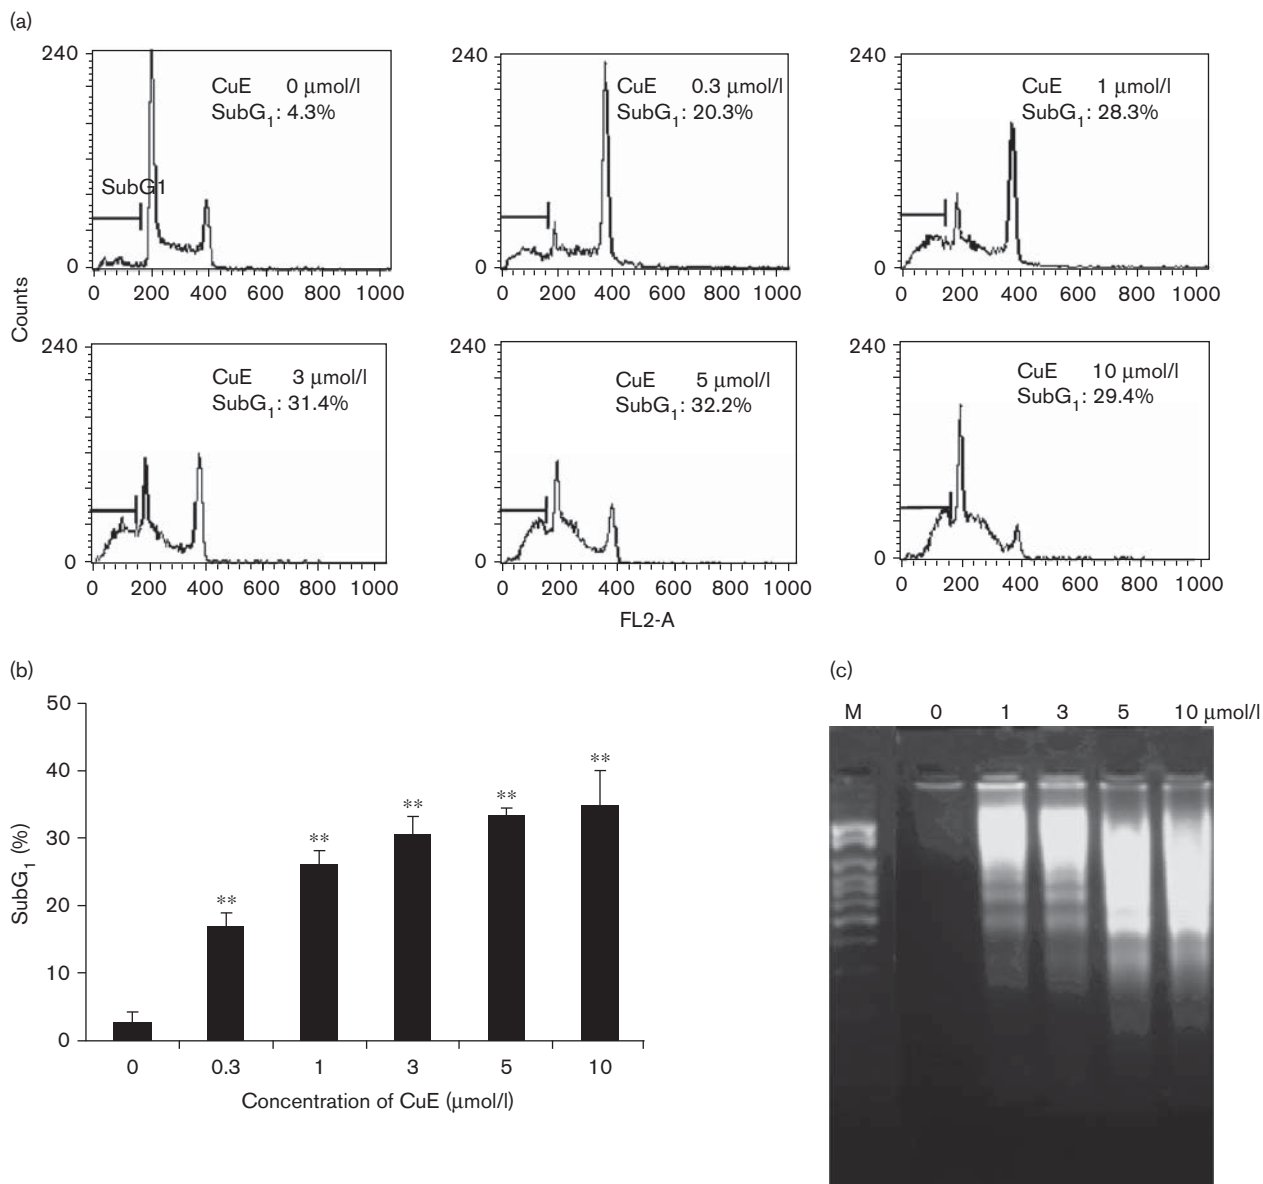 (a)
240
CuE 0 μmol/l
SubG1: 4.3%
SubG1
0
0 200 400 600 800 1000
240
CuE 0.3 μmol/l
SubG1: 20.3%
0
0 200 400 600 800 1000
240
CuE 1 μmol/l
SubG1: 28.3%
0
0 200 400 600 800 1000
Counts
240
CuE 3 μmol/l
SubG1: 31.4%
0
0 200 400 600 800 1000
240
CuE 5 μmol/l
SubG1: 32.2%
0
0 200 400 600 800 1000
240
CuE 10 μmol/l
SubG1: 29.4%
0
0 200 400 600 800 1000
FL2-A
(b)
SubG1 (%)
50
40
30
20
10
0
**
**
**
**
**
0 0.3 1 3 5 10
Concentration of CuE (μmol/l)
(c)
M 0 1 3 5 10 μmol/l